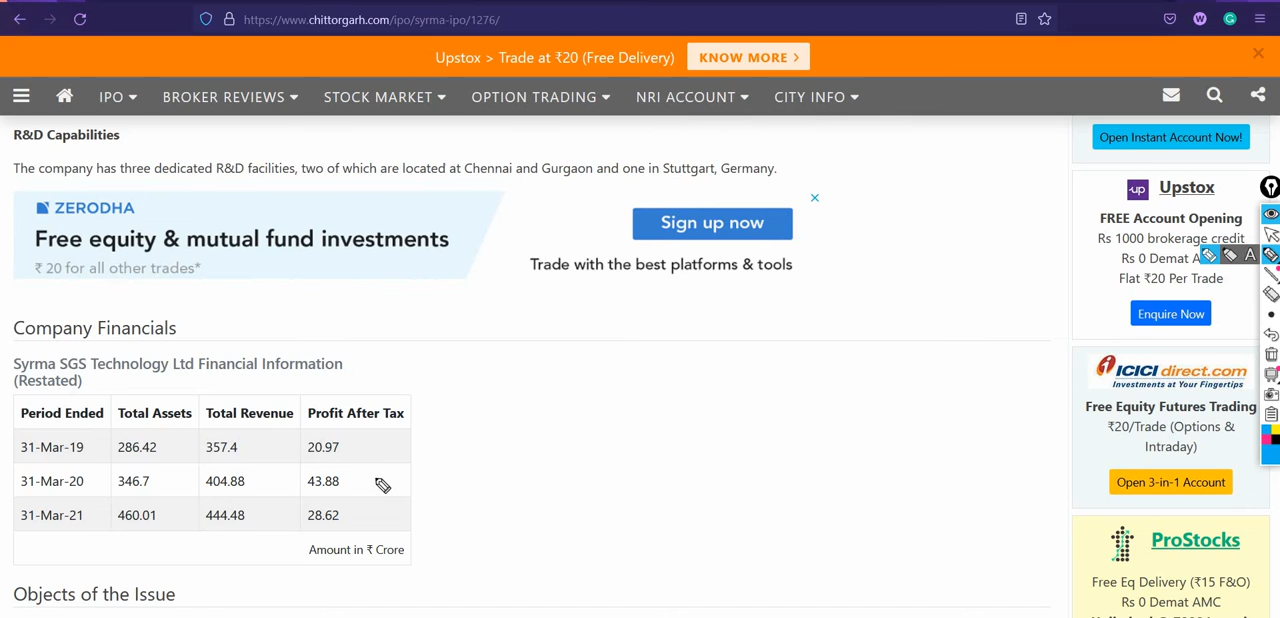 https://www.chittorgarh.com/ipo/syrma-ipo/1276/
Upstox > Trade at ₹20 (Free Delivery) KNOW MORE >
IPO BROKER REVIEWS STOCK MARKET OPTION TRADING NRI ACCOUNT CITY INFO
R&D Capabilities
The company has three dedicated R&D facilities, two of which are located at Chennai and Gurgaon and one in Stuttgart, Germany.
ZERODHA
Free equity & mutual fund investments
₹ 20 for all other trades*
Sign up now
Trade with the best platforms & tools
Company Financials
Syrma SGS Technology Ltd Financial Information
(Restated)
Period Ended Total Assets Total Revenue Profit After Tax
31-Mar-19 286.42 357.4 20.97
31-Mar-20 346.7 404.88 43.88
31-Mar-21 460.01 444.48 28.62
Amount in ₹ Crore
Objects of the Issue
Open Instant Account Now!
up Upstox
FREE Account Opening
Rs 1000 brokerage credit
Rs 0 Demat A
Flat ₹20 Per Trade
Enquire Now
ICICI direct.com
Investments at Your Fingertips
Free Equity Futures Trading
₹20/Trade (Options &
Intraday)
Open 3-in-1 Account
ProStocks
Free Eq Delivery (₹15 F&O)
Rs 0 Demat AMC